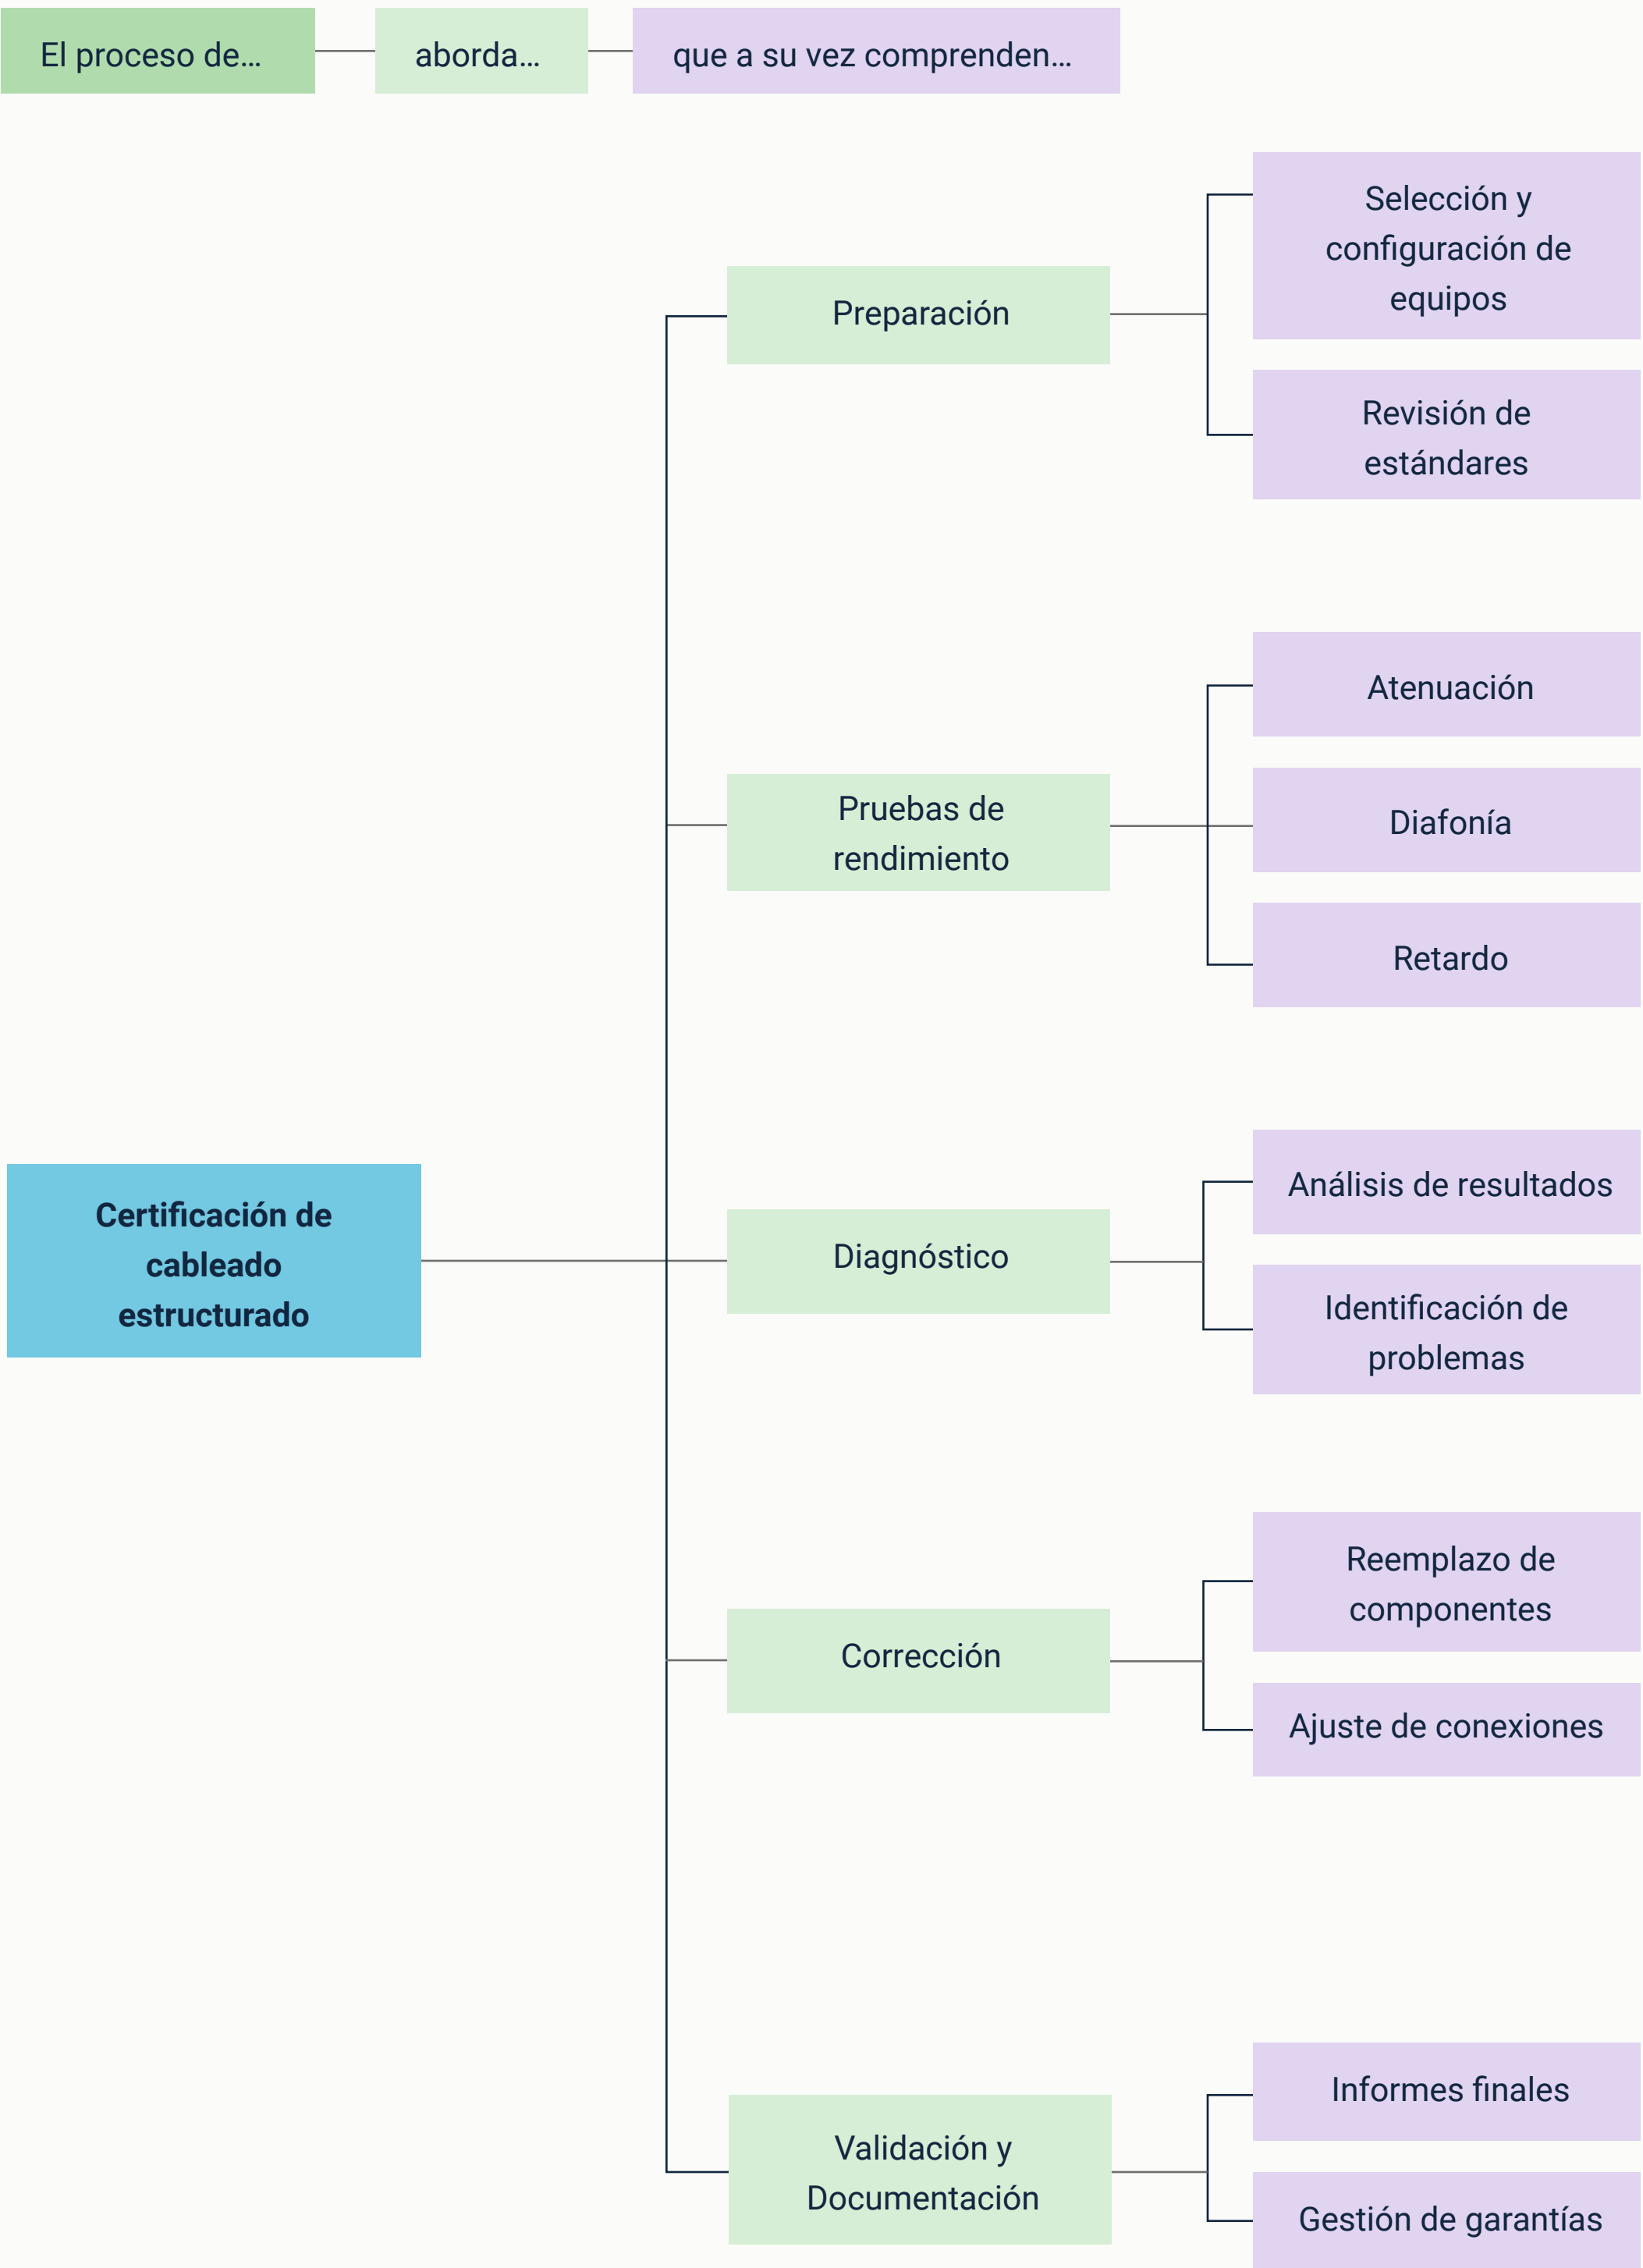 El proceso de...
aborda...
que a su vez comprenden...
Certificación de
cableado
estructurado
Preparación
Selección y
configuración de
equipos
Revisión de
estándares
Pruebas de
rendimiento
Atenuación
Diafonía
Retardo
Diagnóstico
Análisis de resultados
Identificación de
problemas
Corrección
Reemplazo de
componentes
Ajuste de conexiones
Validación y
Documentación
Informes finales
Gestión de garantías